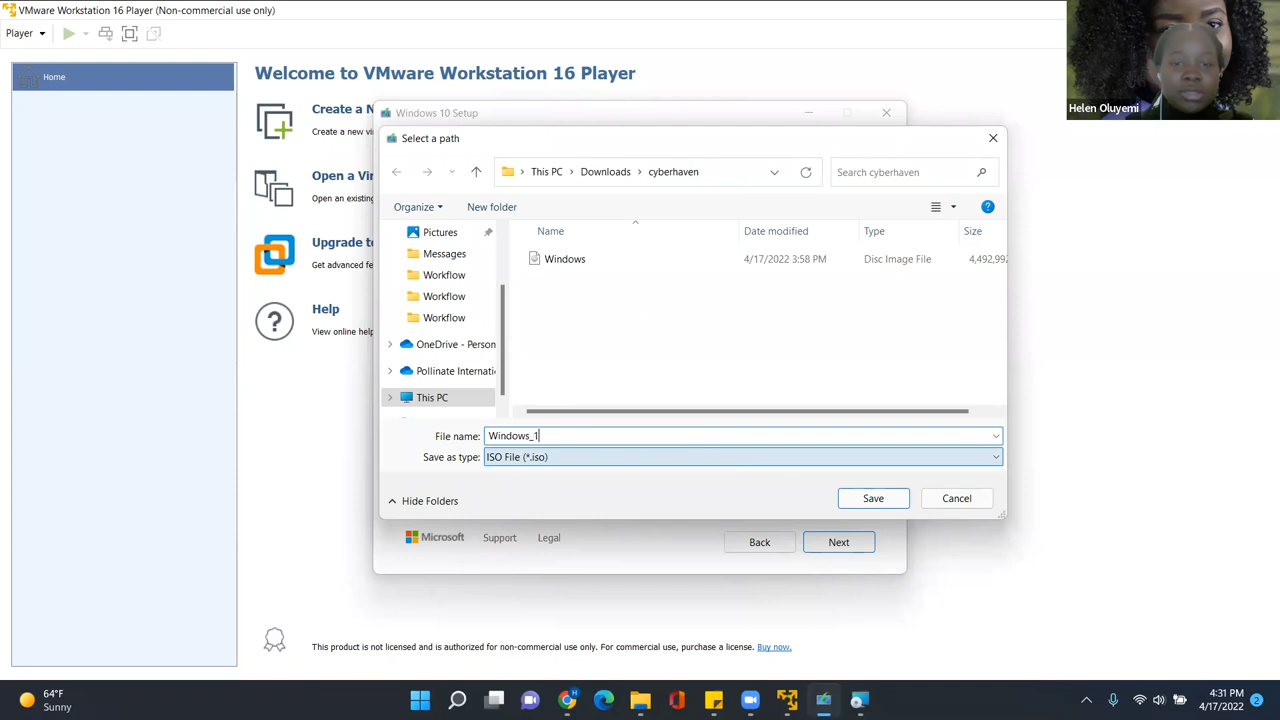 VMware Workstation 16 Player (Non-commercial use only)
Player
Home
Welcome to VMware Workstation 16 Player
Create a N
Create a new vir
Open a Vir
Open an existing
Upgrade to
Get advanced fe
Help
View online help
Windows 10 Setup
Select a path
This PC > Downloads > cyberhaven
Search cyberhaven
Organize
New folder
Name
Date modified
Type
Size
Pictures
Messages
Workflow
Workflow
Workflow
OneDrive - Person
Pollinate Internati
This PC
Windows
4/17/2022 3:58 PM
Disc Image File
4,492,992
File name: Windows_1
Save as type: ISO File (*.iso)
Hide Folders
Save
Cancel
Microsoft
Support
Legal
Back
Next
This product is not licensed and is authorized for non-commercial use only. For commercial use, purchase a license. Buy now.
Helen Oluyemi
64°F
Sunny
4:31 PM
4/17/2022
2